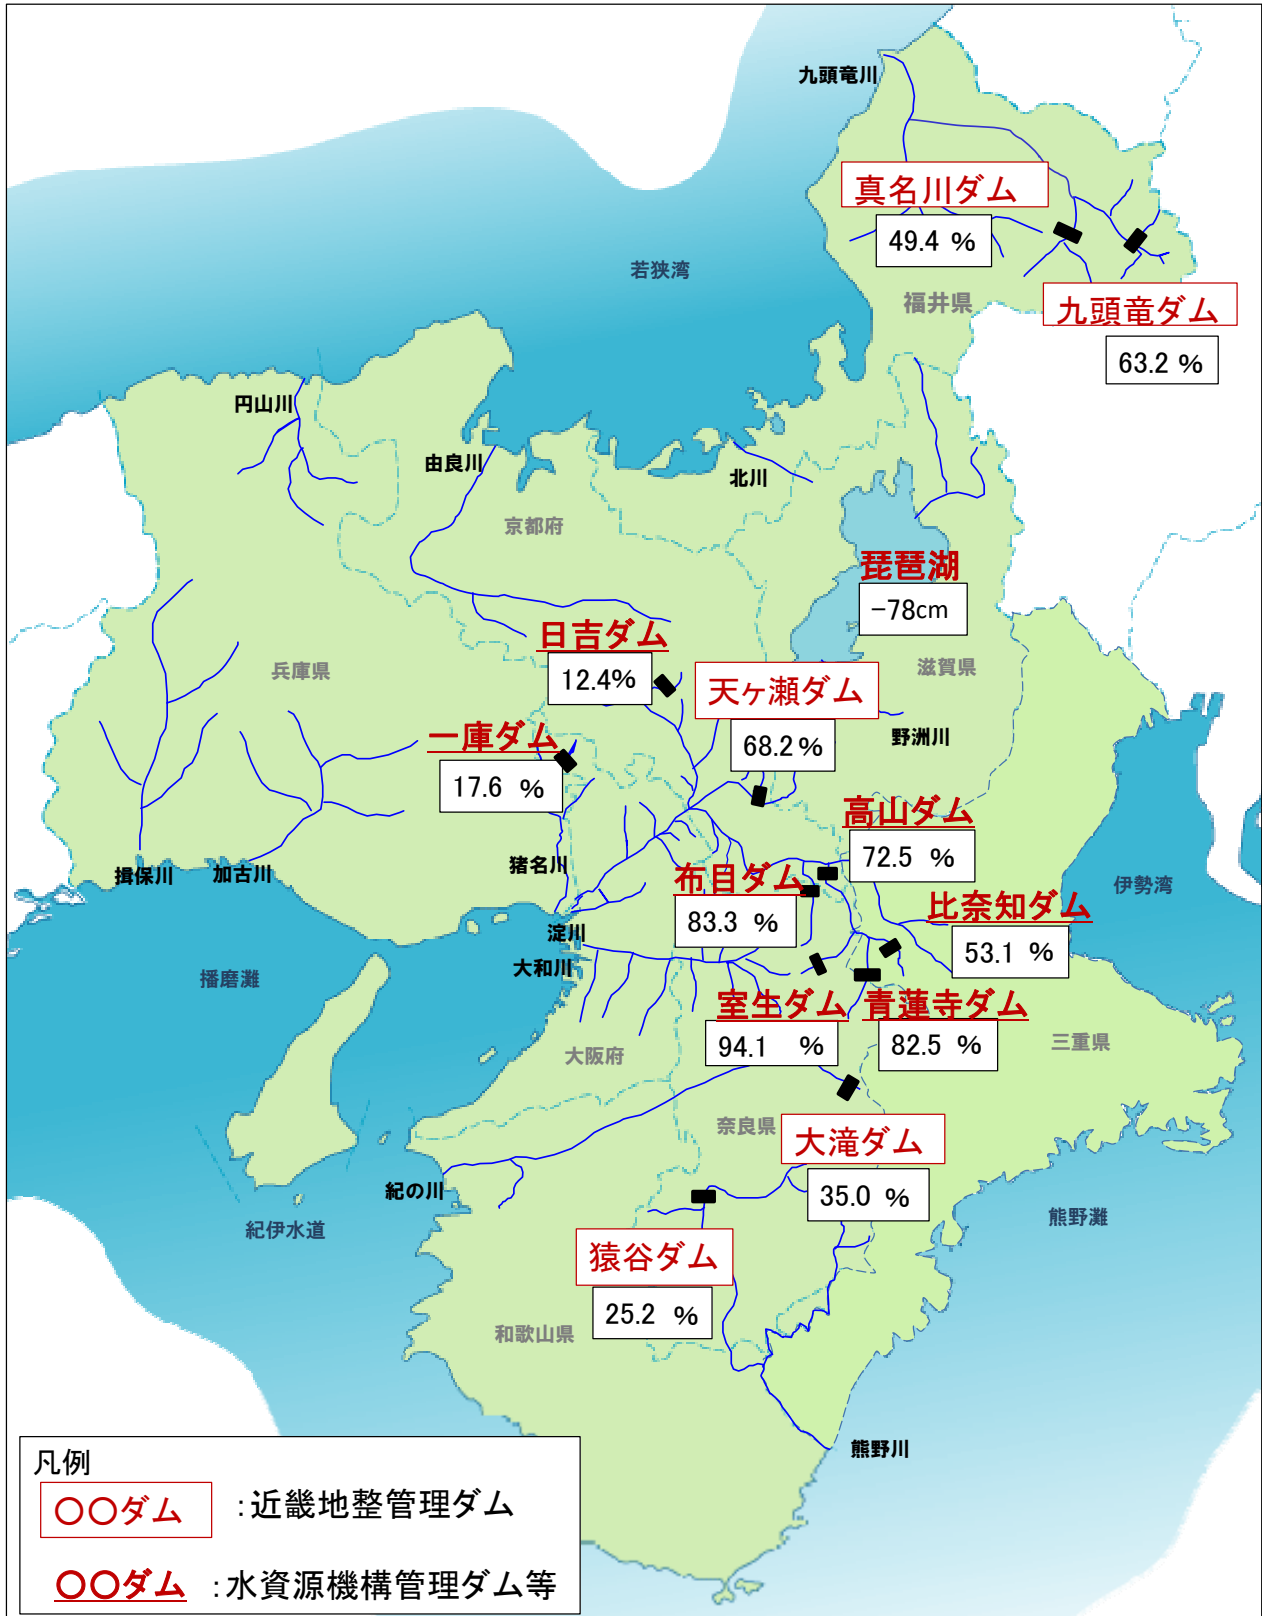 九頭竜川
真名川ダム
49.4 %
若狭湾
福井県
九頭竜ダム
63.2 %
円山川
由良川
北川
京都府
琵琶湖
-78cm
日吉ダム
12.4%
兵庫県
滋賀県
天ヶ瀬ダム
68.2%
野洲川
一庫ダム
17.6 %
高山ダム
72.5 %
揖保川
加古川
猪名川
布目ダム
83.3 %
伊勢湾
比奈知ダム
53.1 %
淀川
大和川
播磨灘
室生ダム
94.1 %
青蓮寺ダム
82.5 %
大阪府
三重県
奈良県
大滝ダム
35.0 %
紀の川
紀伊水道
熊野灘
猿谷ダム
25.2 %
和歌山県
熊野川
凡例
〇〇ダム :近畿地整管理ダム
〇〇ダム :水資源機構管理ダム等